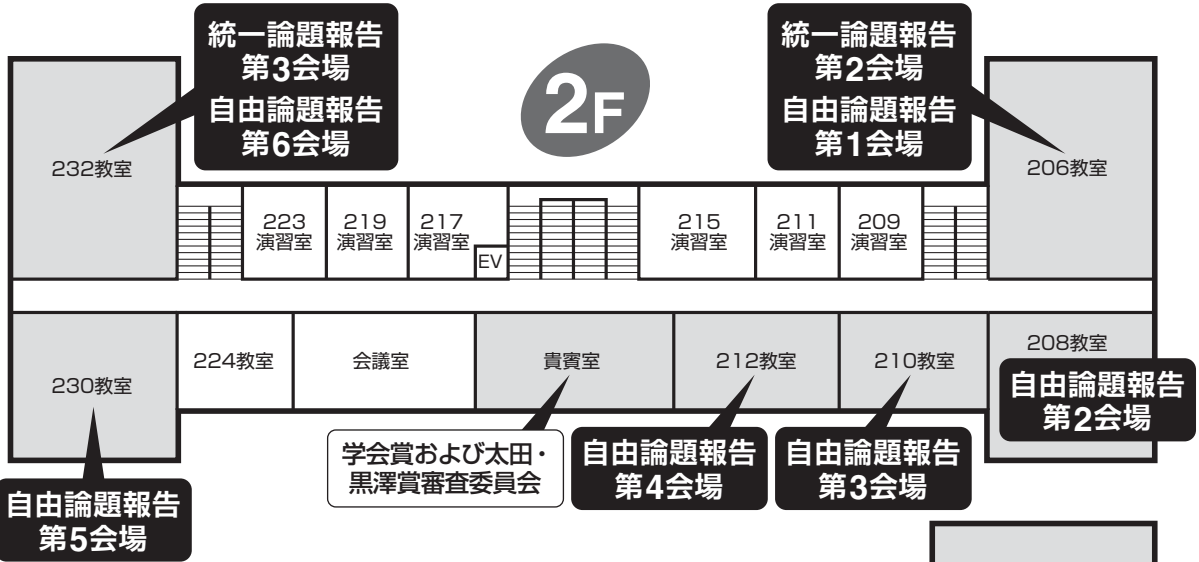 統一論題報告
第3会場
自由論題報告
第6会場
2F
統一論題報告
第2会場
自由論題報告
第1会場
232教室
206教室
223
演習室
219
演習室
217
演習室
EV
215
演習室
211
演習室
209
演習室
230教室
224教室
会議室
貴賓室
212教室
210教室
208教室
自由論題報告
第2会場
学会賞および太田・
黒澤賞審査委員会
自由論題報告
第4会場
自由論題報告
第3会場
自由論題報告
第5会場